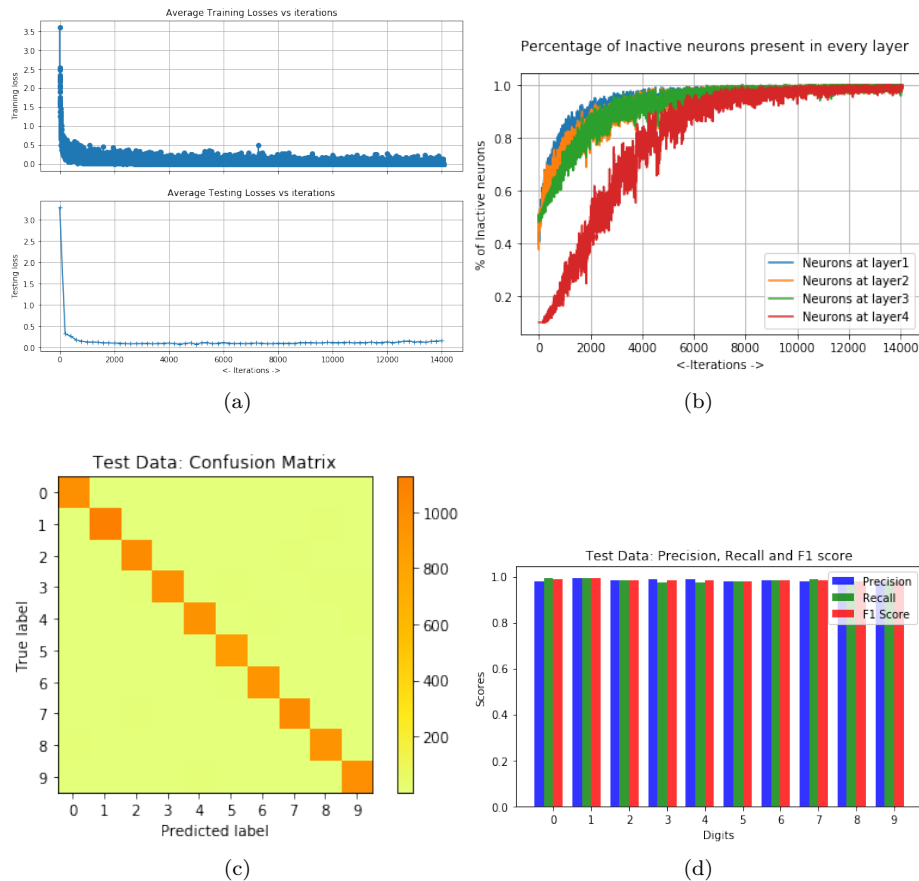 Average Training Losses vs iterations
3.5
3.0
2.5
2.0
1.5
1.0
0.5
0.0
Training loss
Average Testing Losses vs iterations
3.0
2.5
2.0
1.5
1.0
0.5
0.0
Testing loss
0 2000 4000 6000 8000 10000 12000 14000
<- Iterations ->
(a)
Percentage of Inactive neurons present in every layer
1.0
0.8
0.6
0.4
0.2
% of Inactive neurons
Neurons at layer1
Neurons at layer2
Neurons at layer3
Neurons at layer4
0 2000 4000 6000 8000 10000 12000 14000
<-Iterations ->
(b)
Test Data: Confusion Matrix
0
1
2
3
4
5
6
7
8
9
True label
0 1 2 3 4 5 6 7 8 9
Predicted label
1000
800
600
400
200
(c)
Test Data: Precision, Recall and F1 score
1.0
0.8
0.6
0.4
0.2
0.0
Scores
Precision
Recall
F1 Score
0 1 2 3 4 5 6 7 8 9
Digits
(d)